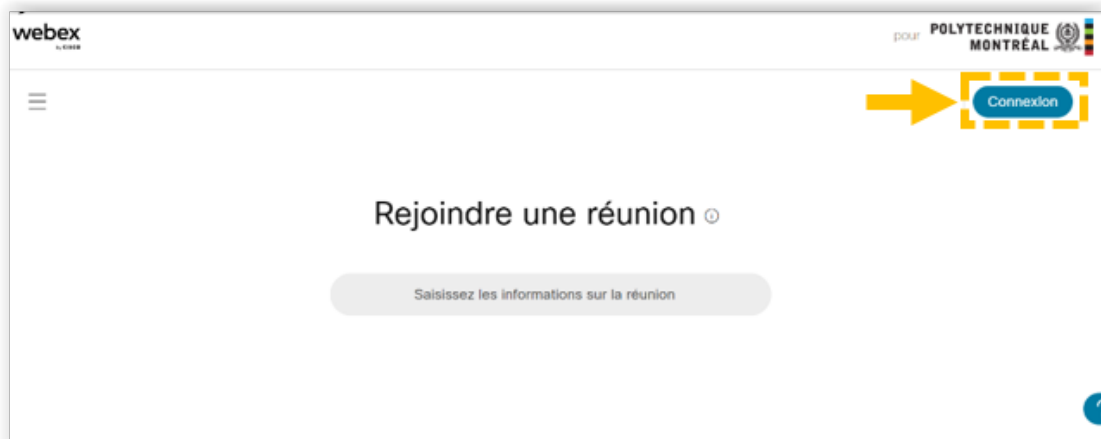 webex
by CISCO
pour POLYTECHNIQUE
MONTRÉAL
Connexion
Rejoindre une réunion
Saisissez les informations sur la réunion